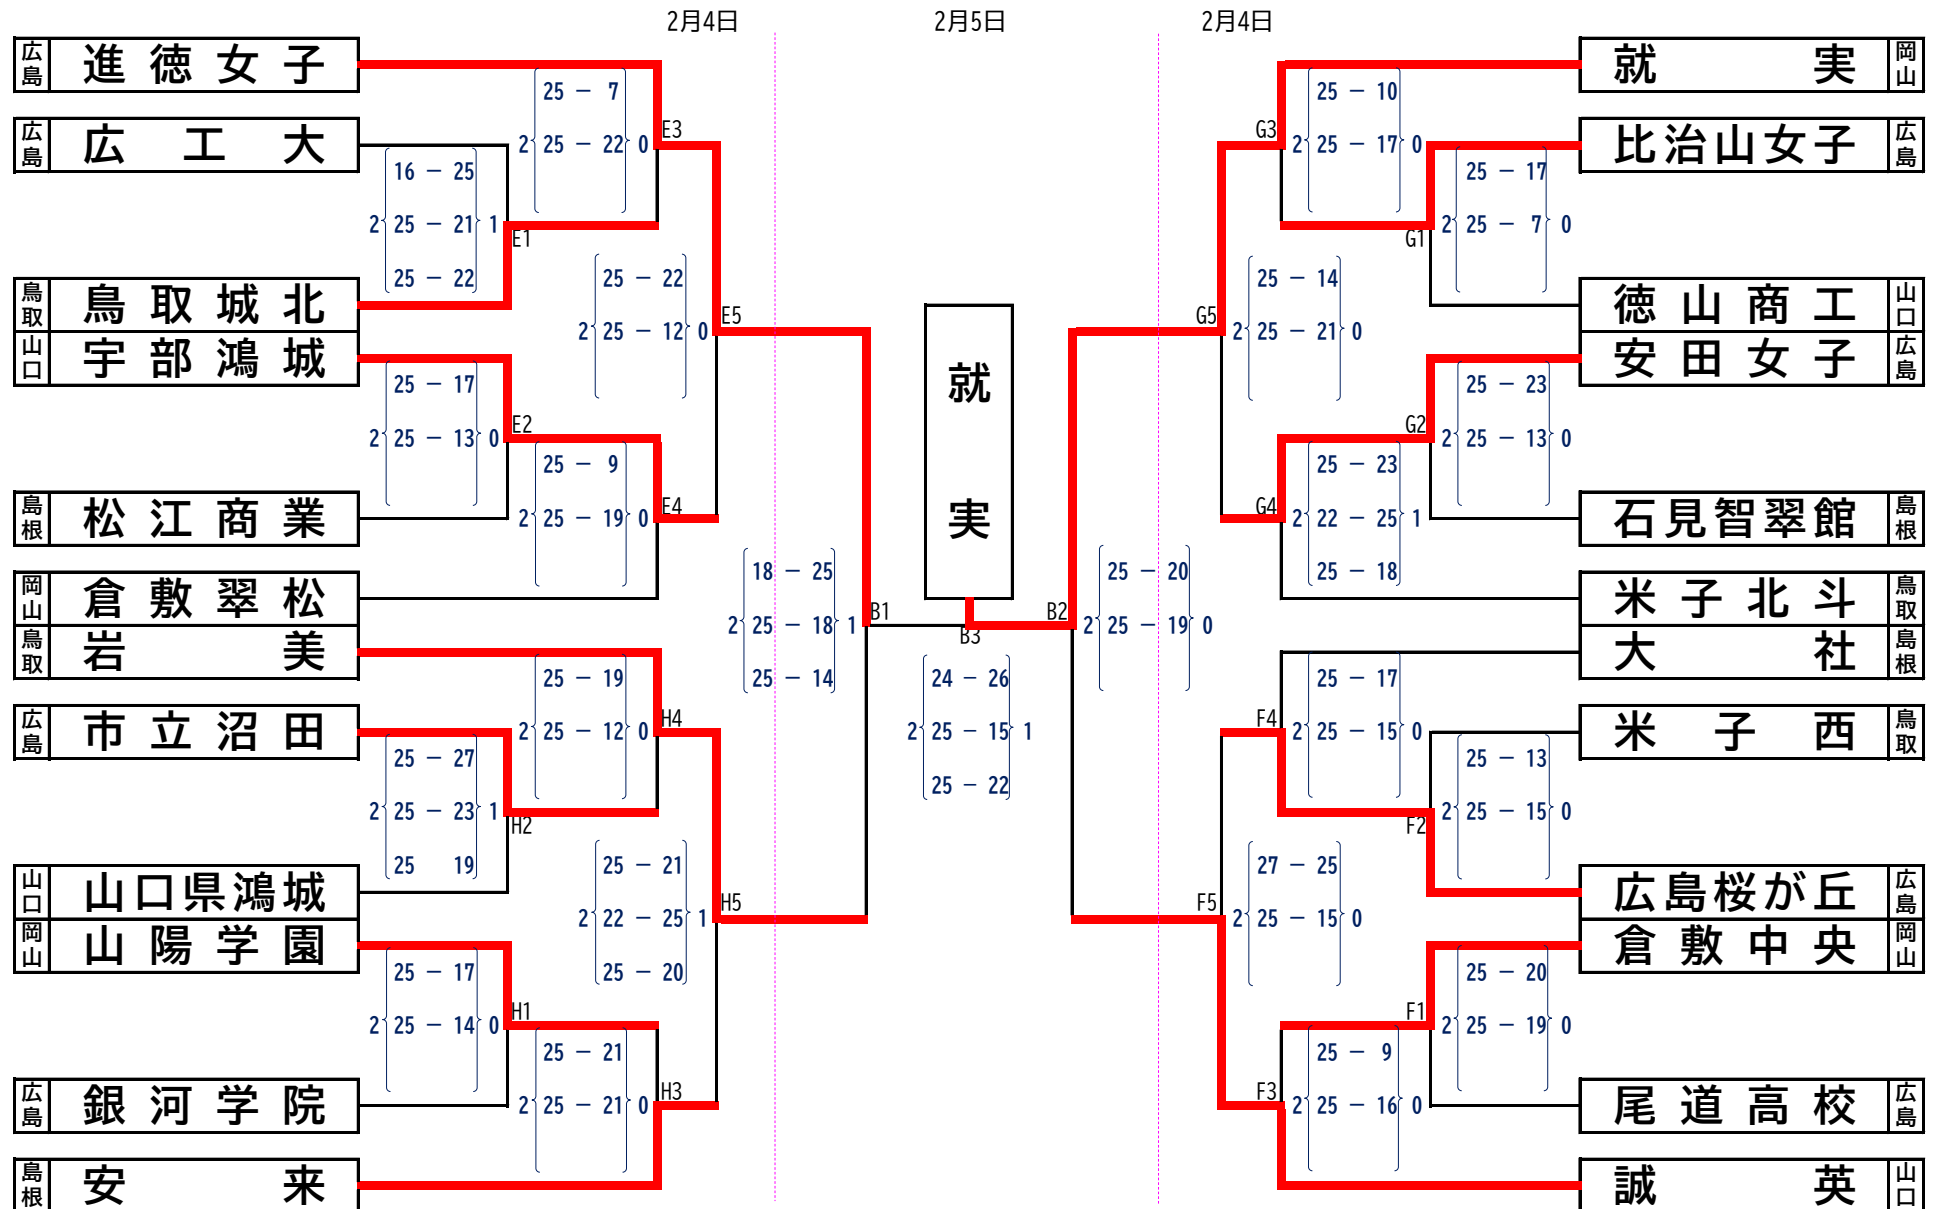 2月4日 2月5日 2月4日
広島 進徳女子
広島 広工大
鳥取 鳥取城北
山口 宇部鴻城
島根 松江商業
岡山 倉敷翠松
鳥取 岩美
広島 市立沼田
山口 山口県鴻城
岡山 山陽学園
広島 銀河学院
島根 安来
E3
25 − 7
2 25 − 22 0
E1
16 − 25
2 25 − 21 1
25 − 22
E5
25 − 22
2 25 − 12 0
E2
25 − 17
2 25 − 13 0
E4
25 − 9
2 25 − 19 0
B1
18 − 25
2 25 − 18 1
25 − 14
H4
25 − 19
2 25 − 12 0
H2
25 − 27
2 25 − 23 1
25 19
H5
25 − 21
2 22 − 25 1
25 − 20
H1
25 − 17
2 25 − 14 0
H3
25 − 21
2 25 − 21 0
就実
B3
24 − 26
2 25 − 15 1
25 − 22
B2
25 − 20
2 25 − 19 0
G3
25 − 10
2 25 − 17 0
G1
25 − 17
2 25 − 7 0
G5
25 − 14
2 25 − 21 0
G2
25 − 23
2 25 − 13 0
G4
25 − 23
2 22 − 25 1
25 − 18
F4
25 − 17
2 25 − 15 0
F2
25 − 13
2 25 − 15 0
F5
27 − 25
2 25 − 15 0
F1
25 − 20
2 25 − 19 0
F3
25 − 9
2 25 − 16 0
就実 岡山
比治山女子 広島
徳山商工 山口
安田女子 広島
石見智翠館 島根
米子北斗 鳥取
大社 島根
米子西 鳥取
広島桜が丘 広島
倉敷中央 岡山
尾道高校 広島
誠英 山口